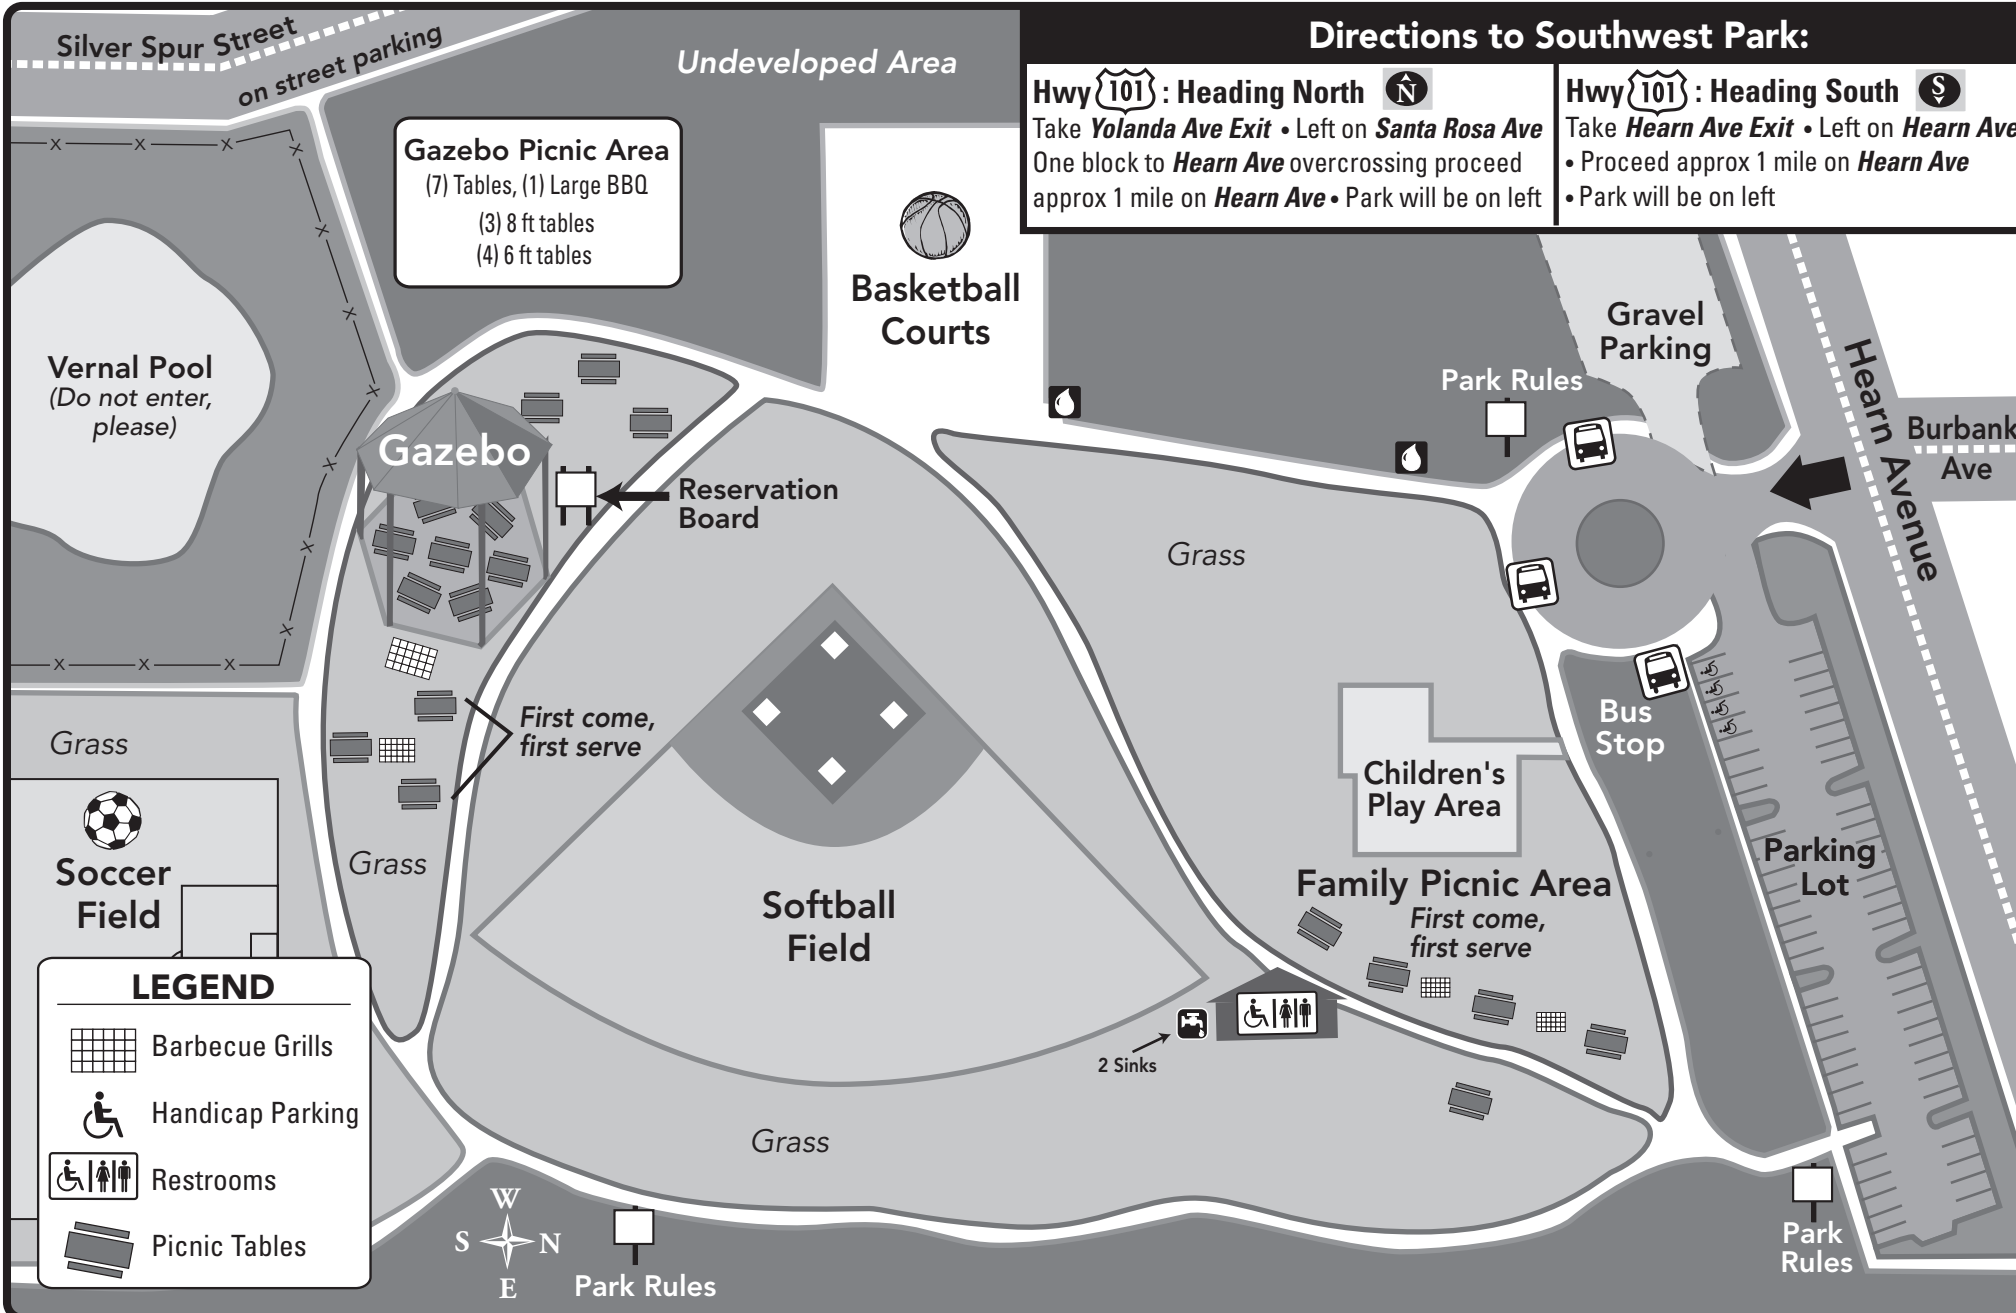 Silver Spur Street
on street parking
Undeveloped Area
Directions to Southwest Park:
Hwy 101 : Heading North N
Take Yolanda Ave Exit • Left on Santa Rosa Ave
One block to Hearn Ave overcrossing proceed
approx 1 mile on Hearn Ave • Park will be on left
Hwy 101 : Heading South S
Take Hearn Ave Exit • Left on Hearn Ave
• Proceed approx 1 mile on Hearn Ave
• Park will be on left
Gazebo Picnic Area
(7) Tables, (1) Large BBQ
(3) 8 ft tables
(4) 6 ft tables
Basketball
Courts
Gravel
Parking
Vernal Pool
(Do not enter,
please)
Park Rules
Hearn Avenue
Burbank
Ave
Gazebo
Reservation
Board
Grass
First come,
first serve
Grass
Bus
Stop
Children's
Play Area
Soccer
Field
Grass
Softball
Field
Family Picnic Area
First come,
first serve
Parking
Lot
2 Sinks
Grass
LEGEND
Barbecue Grills
Handicap Parking
Restrooms
Picnic Tables
W
S N
E
Park Rules
Park
Rules